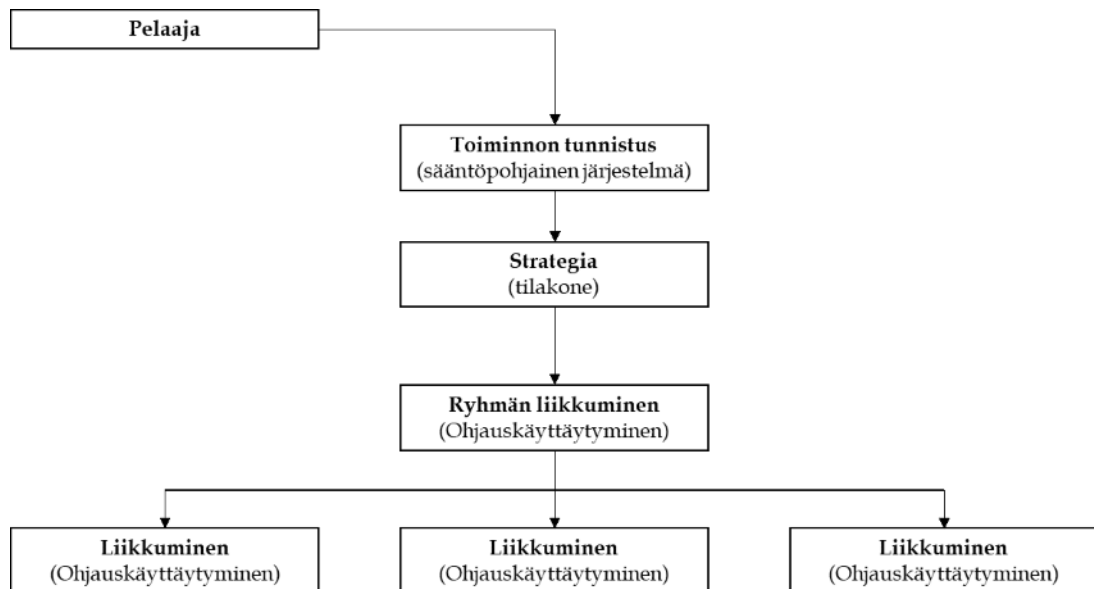 Pelaaja
Toiminnon tunnistus
(sääntöpohjainen järjestelmä)
Strategia
(tilakone)
Ryhmän liikkuminen
(Ohjauskäyttäytyminen)
Liikkuminen
(Ohjauskäyttäytyminen)
Liikkuminen
(Ohjauskäyttäytyminen)
Liikkuminen
(Ohjauskäyttäytyminen)